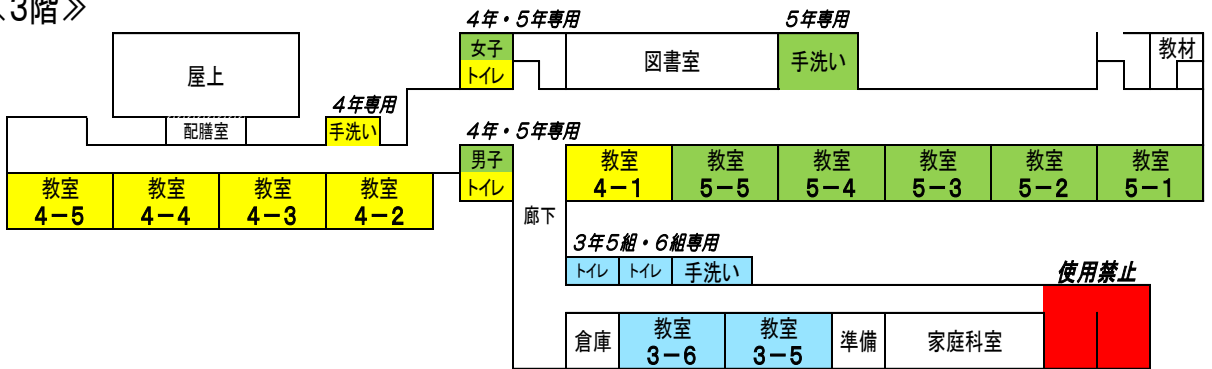 3階≫
4年・5年専用
5年専用
女子
トイレ
図書室
手洗い
教材
屋上
4年専用
配膳室
手洗い
4年・5年専用
男子
トイレ
教室
4-1
教室
5-5
教室
5-4
教室
5-3
教室
5-2
教室
5-1
教室
4-5
教室
4-4
教室
4-3
教室
4-2
廊下
3年5組・6組専用
トイレ
トイレ
手洗い
使用禁止
倉庫
教室
3-6
教室
3-5
準備
家庭科室